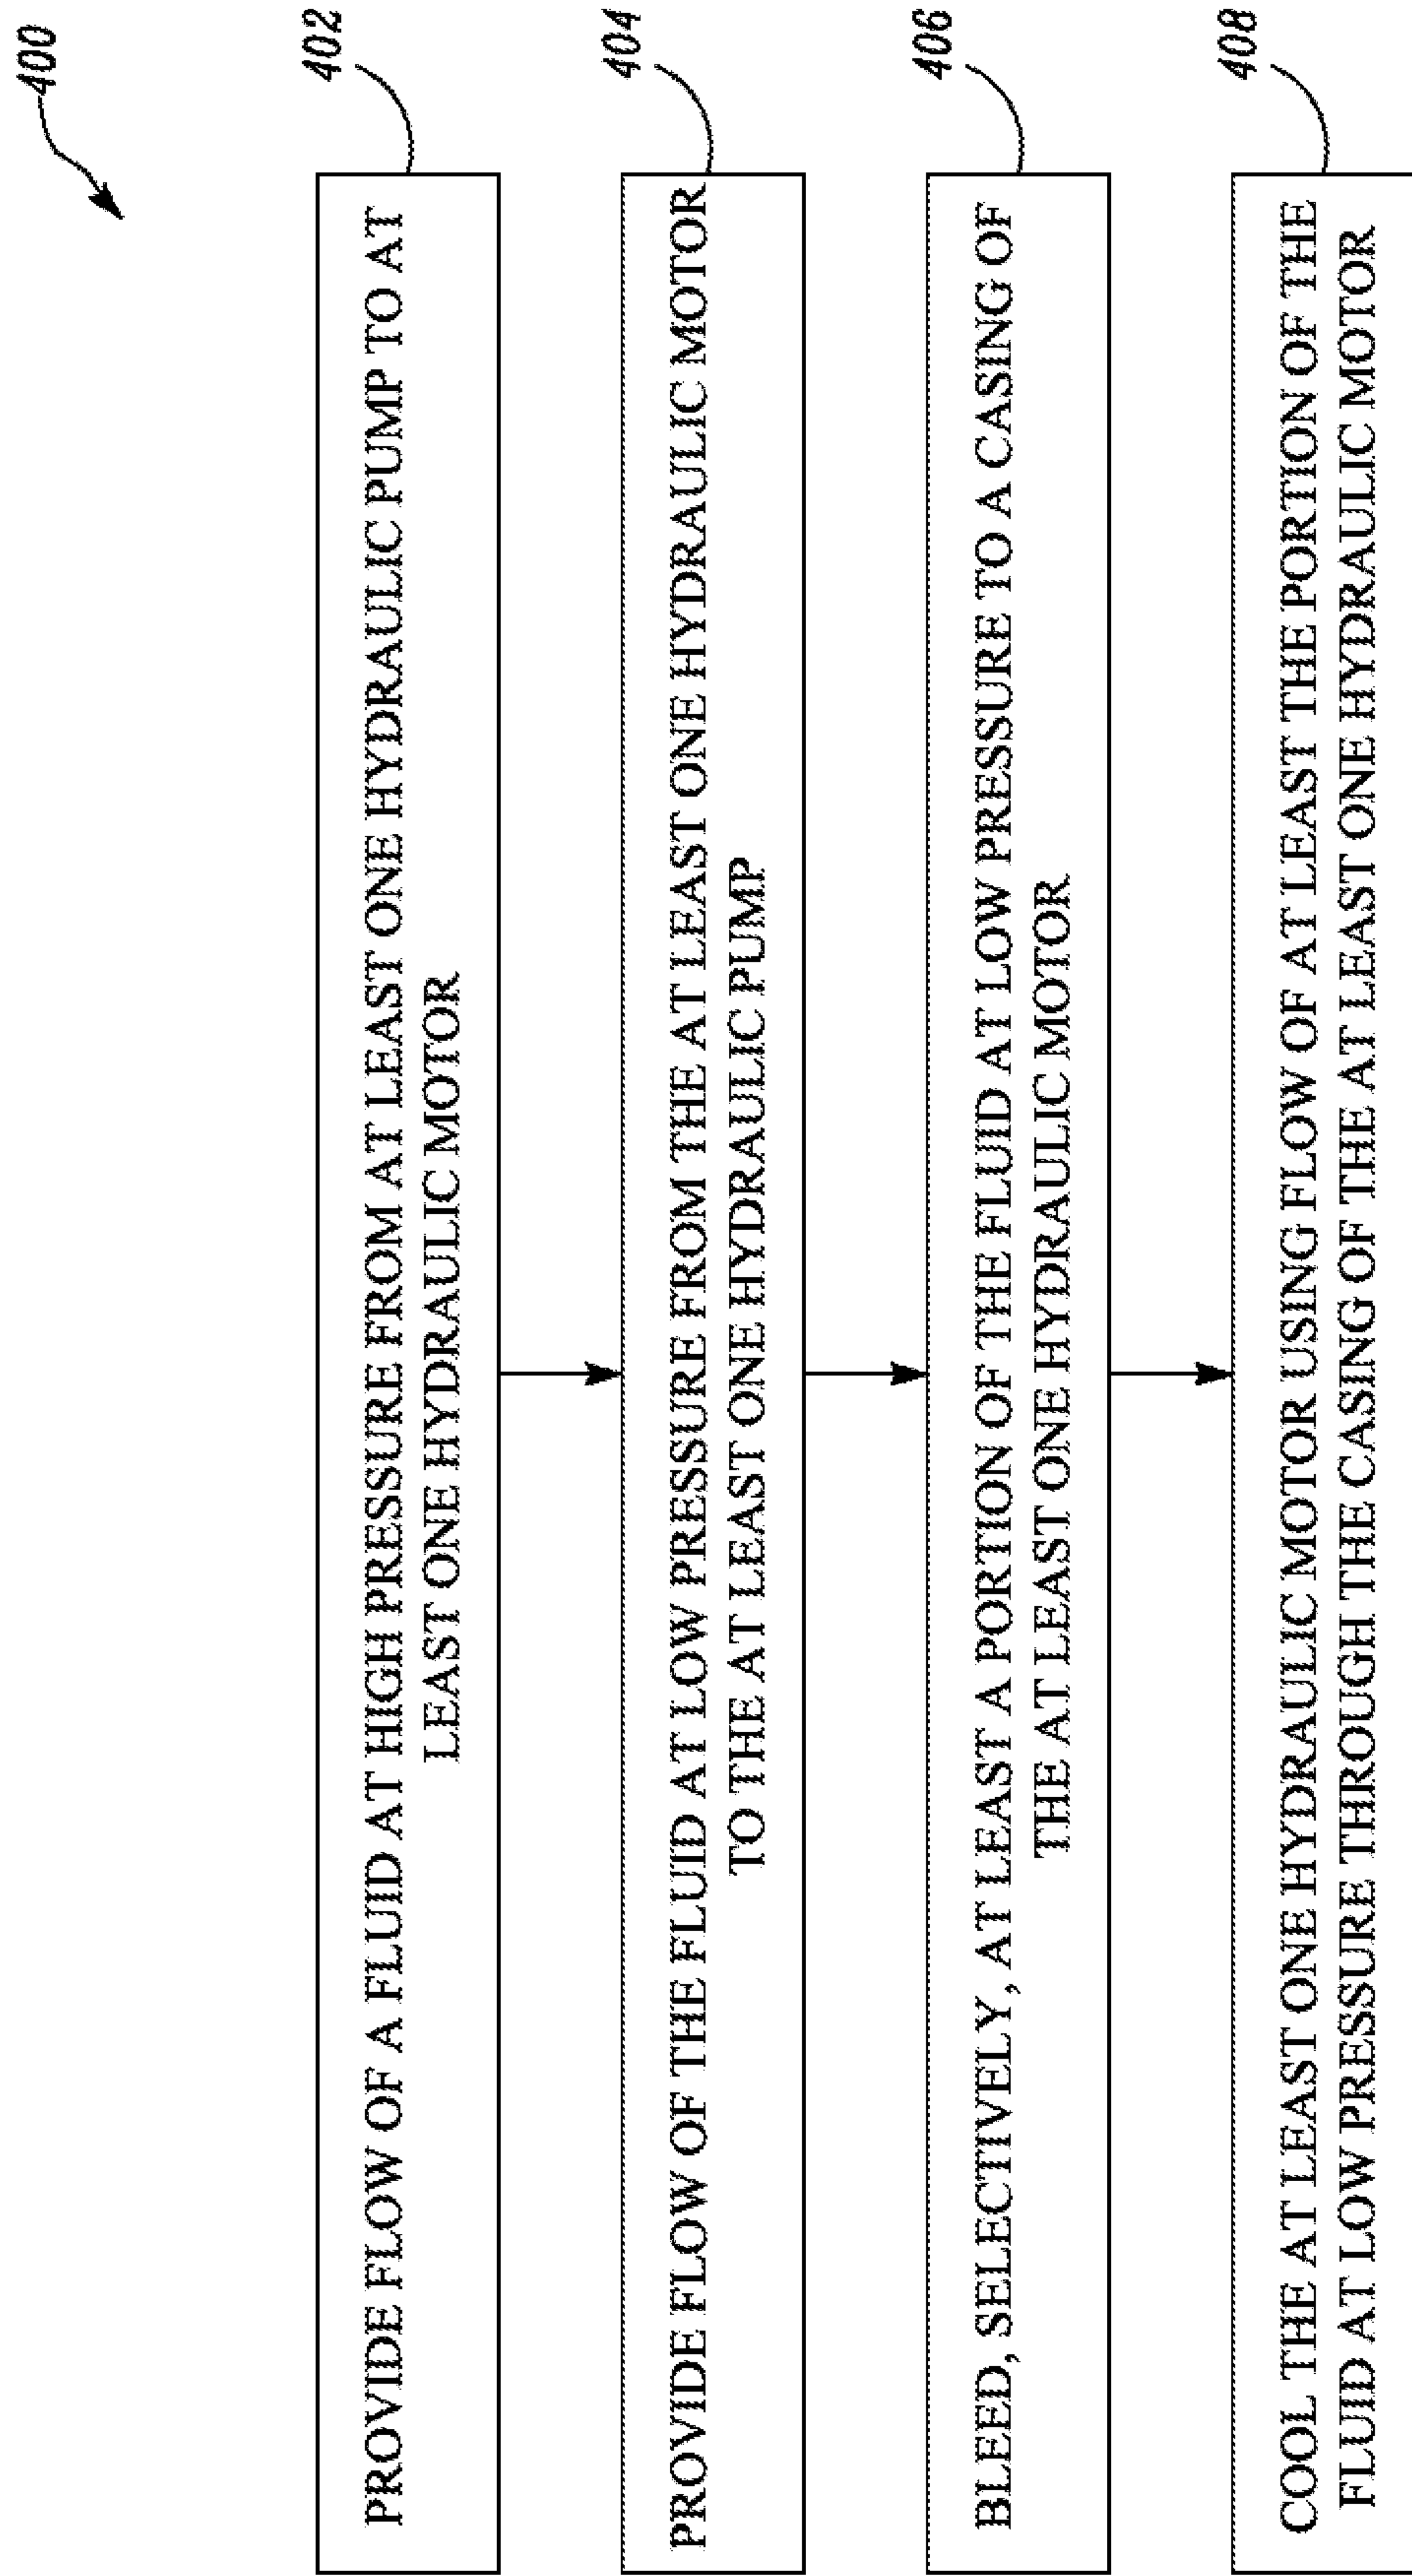 400
402
PROVIDE FLOW OF A FLUID AT HIGH PRESSURE FROM AT LEAST ONE HYDRAULIC PUMP TO AT
LEAST ONE HYDRAULIC MOTOR
404
PROVIDE FLOW OF THE FLUID AT LOW PRESSURE FROM THE AT LEAST ONE HYDRAULIC MOTOR
TO THE AT LEAST ONE HYDRAULIC PUMP
406
BLEED, SELECTIVELY, AT LEAST A PORTION OF THE FLUID AT LOW PRESSURE TO A CASING OF
THE AT LEAST ONE HYDRAULIC MOTOR
408
COOL THE AT LEAST ONE HYDRAULIC MOTOR USING FLOW OF AT LEAST THE PORTION OF THE
FLUID AT LOW PRESSURE THROUGH THE CASING OF THE AT LEAST ONE HYDRAULIC MOTOR